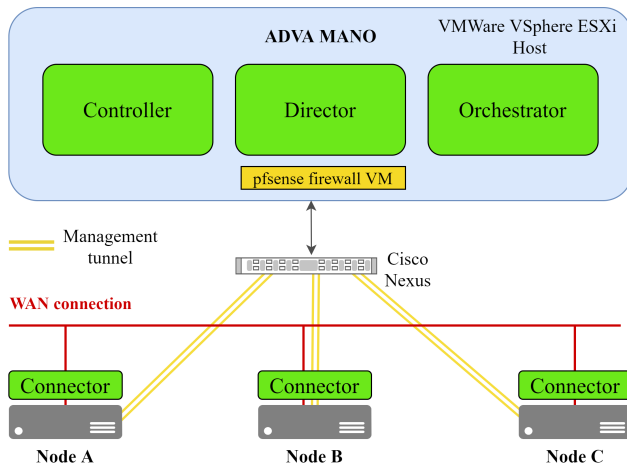 ADVA MANO
VMWare VSphere ESXi
Host
Controller
Director
Orchestrator
pfsense firewall VM
Management
tunnel
Cisco
Nexus
WAN connection
Connector
Connector
Connector
Node A
Node B
Node C